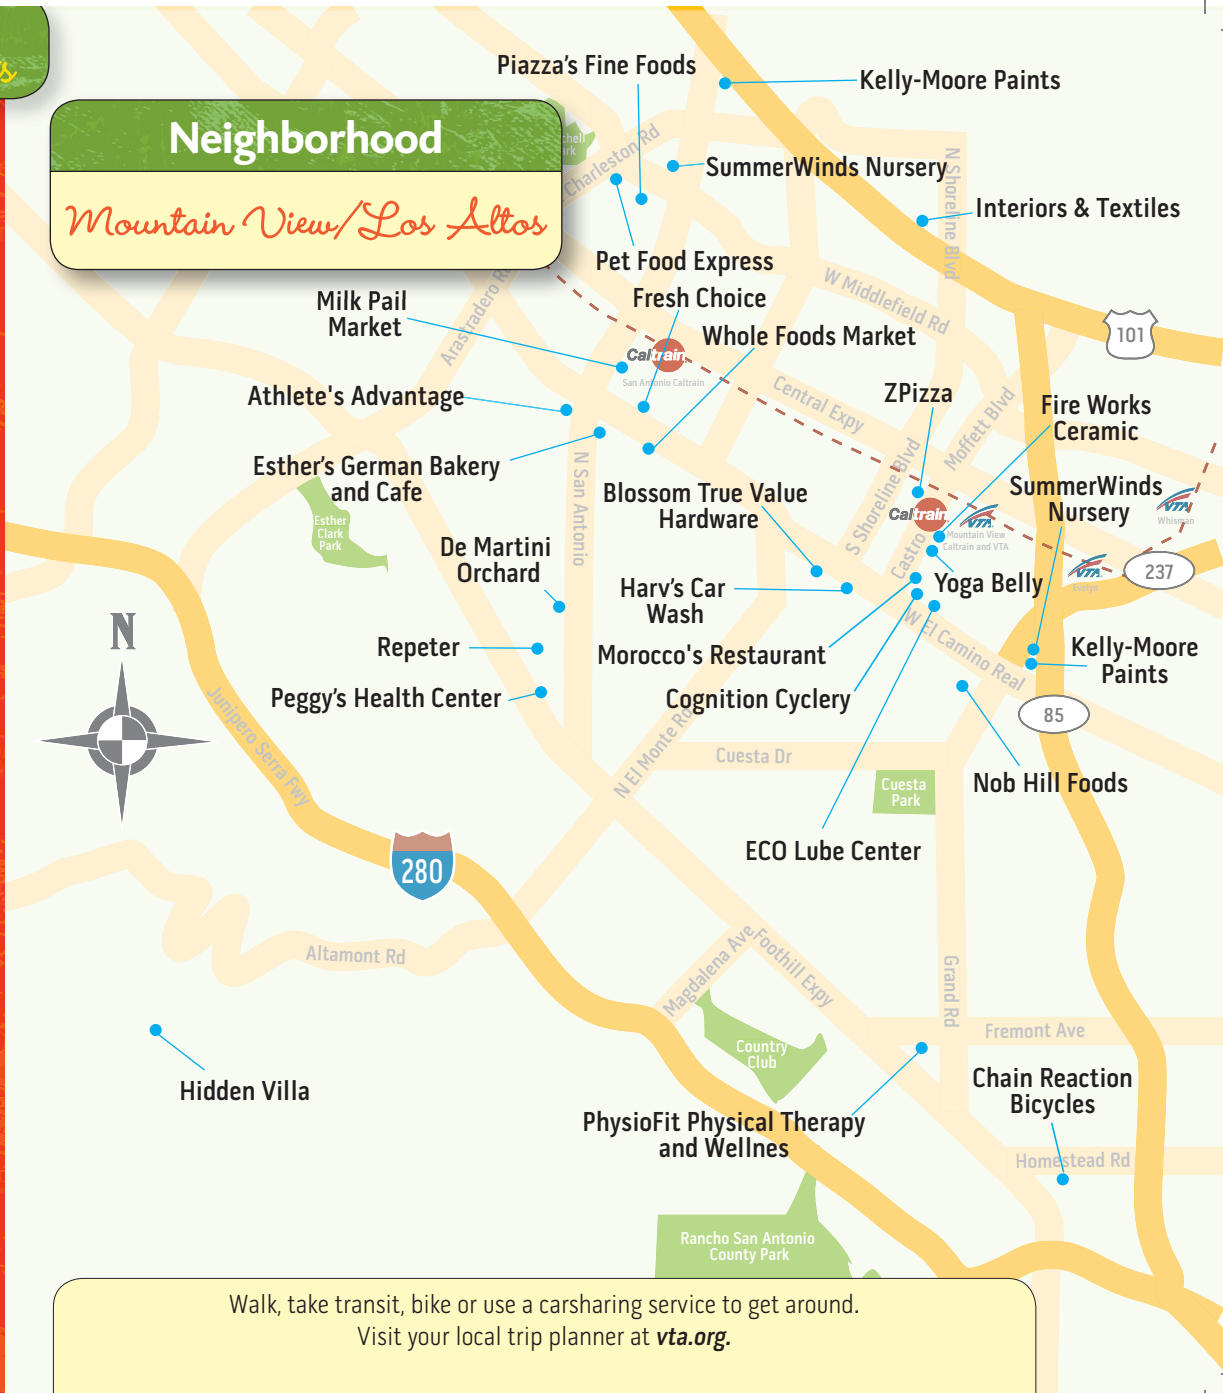 Neighborhood
Mountain View/Los Altos
Piazza's Fine Foods
Kelly-Moore Paints
Charleston Rd
SummerWinds Nursery
N Shoreline Blvd
Interiors & Textiles
Pet Food Express
Arastradero Rd
W Middlefield Rd
Milk Pail
Market
Fresh Choice
Whole Foods Market
101
Caltrain
San Antonio Caltrain
Central Expy
ZPizza
Moffett Blvd
Athlete's Advantage
Fire Works
Ceramic
Esther's German Bakery
and Cafe
N San Antonio
Blossom True Value
Hardware
S Shoreline Blvd
SummerWinds
Nursery
VTA
Whisman
Esther
Clark
Park
Caltrain
VTA
Mountain View
Caltrain and VTA
De Martini
Orchard
Castro
VTA
Evelyn
237
Harv's Car
Wash
Yoga Belly
N
Repeter
Morocco's Restaurant
W El Camino Real
Kelly-Moore
Paints
Peggy's Health Center
Cognition Cyclery
85
Junipero Serra Fwy
N El Monte Rd
Cuesta Dr
Cuesta
Park
Nob Hill Foods
ECO Lube Center
280
Altamont Rd
Magdalena Ave
Foothill Expy
Grand Rd
Fremont Ave
Country
Club
Hidden Villa
Chain Reaction
Bicycles
PhysioFit Physical Therapy
and Wellnes
Homestead Rd
Rancho San Antonio
County Park
Walk, take transit, bike or use a carsharing service to get around.
Visit your local trip planner at vta.org.